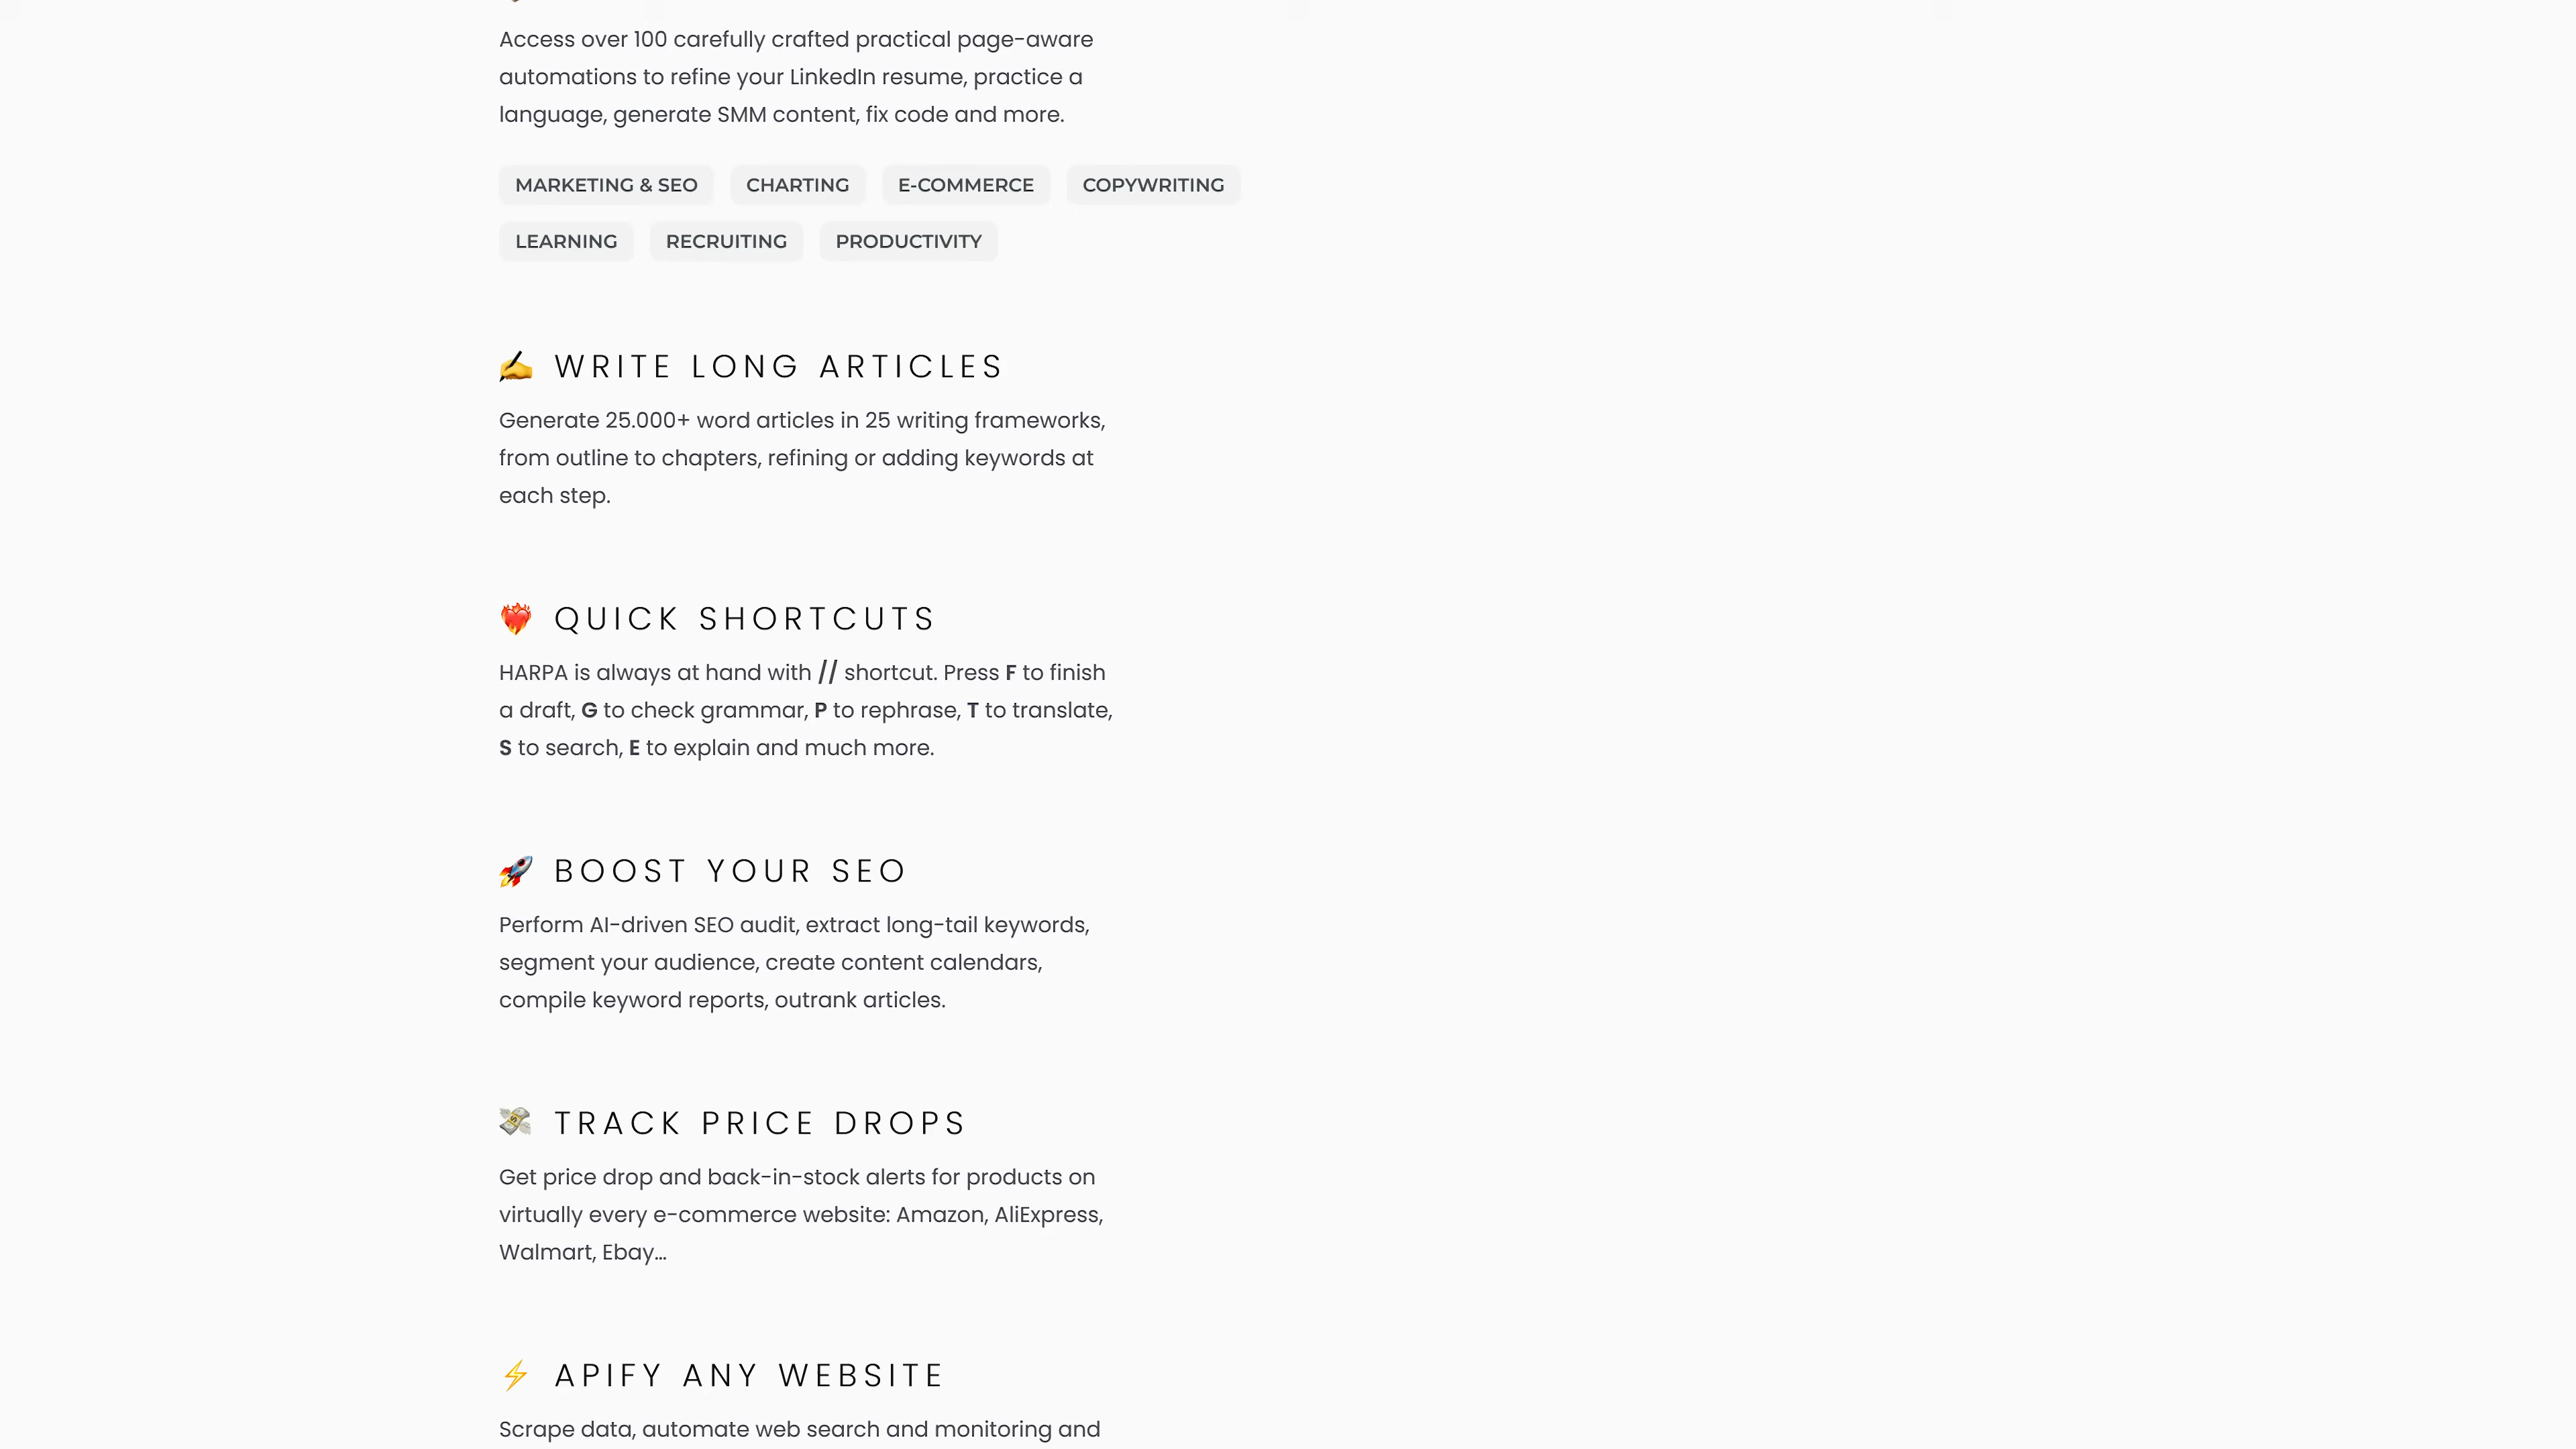 Access over 100 carefully crafted practical page-aware
automations to refine your LinkedIn resume, practice a
language, generate SMM content, fix code and more.
MARKETING & SEO CHARTING E-COMMERCE COPYWRITING
LEARNING RECRUITING PRODUCTIVITY
WRITE LONG ARTICLES
Generate 25.000+ word articles in 25 writing frameworks,
from outline to chapters, refining or adding keywords at
each step.
QUICK SHORTCUTS
HARPA is always at hand with // shortcut. Press F to finish
a draft, G to check grammar, P to rephrase, T to translate,
S to search, E to explain and much more.
BOOST YOUR SEO
Perform AI-driven SEO audit, extract long-tail keywords,
segment your audience, create content calendars,
compile keyword reports, outrank articles.
TRACK PRICE DROPS
Get price drop and back-in-stock alerts for products on
virtually every e-commerce website: Amazon, AliExpress,
Walmart, Ebay...
APIFY ANY WEBSITE
Scrape data, automate web search and monitoring and